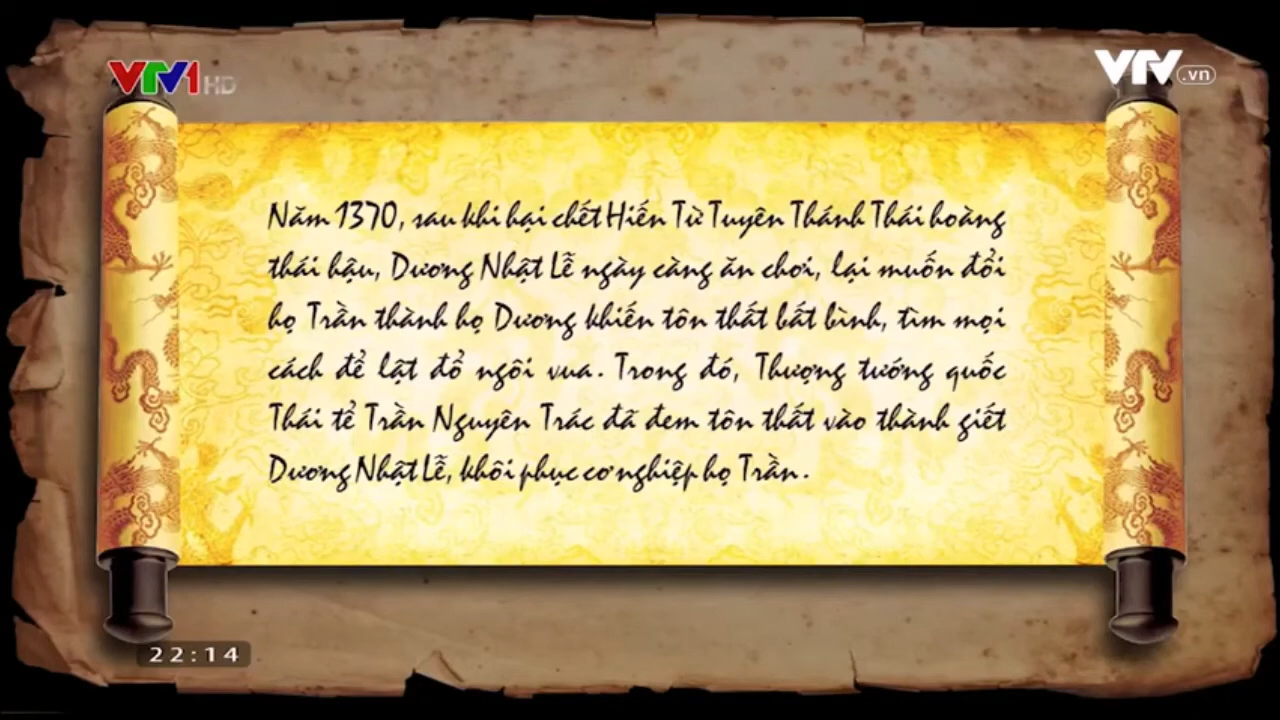 VTV1 HD
VTV.vn
Năm 1370, sau khi hại chết Hiến Từ Tuyên Thánh Thái hoàng
thái hậu, Dương Nhật Lễ ngày càng ăn chơi, lại muốn đổi
họ Trần thành họ Dương khiến tôn thất bất bình, tìm mọi
cách để lật đổ ngôi vua. Trong đó, Thượng tướng quốc
Thái tể Trần Nguyên Trác đã đem tôn thất vào thành giết
Dương Nhật Lễ, khôi phục cơ nghiệp họ Trần.
22:14